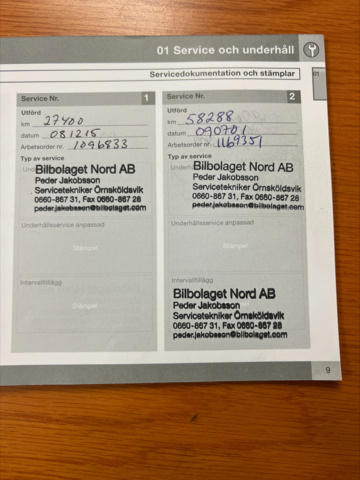 01 Service och underhåll
01
Servicedokumentation och stämplar
Service Nr. 1
Utförd
km 27400
datum 081215
Arbetsorder nr. 1096833
Typ av service
Bilbolaget Nord AB
Peder Jakobsson
Servicetekniker Örnsköldsvik
0660-867 31, Fax 0660-867 28
peder.jakobsson@bilbolaget.com
Underhållsservice anpassad
Stämpel
Intervalltillägg
Stämpel
Service Nr. 2
Utförd
km 58288
datum 090701
Arbetsorder nr. 1169351
Typ av service
Bilbolaget Nord AB
Peder Jakobsson
Servicetekniker Örnsköldsvik
0660-867 31, Fax 0660-867 28
peder.jakobsson@bilbolaget.com
Underhållsservice anpassad
Stämpel
Intervalltillägg
Bilbolaget Nord AB
Peder Jakobsson
Servicetekniker Örnsköldsvik
0660-867 31, Fax 0660-867 28
peder.jakobsson@bilbolaget.com
9